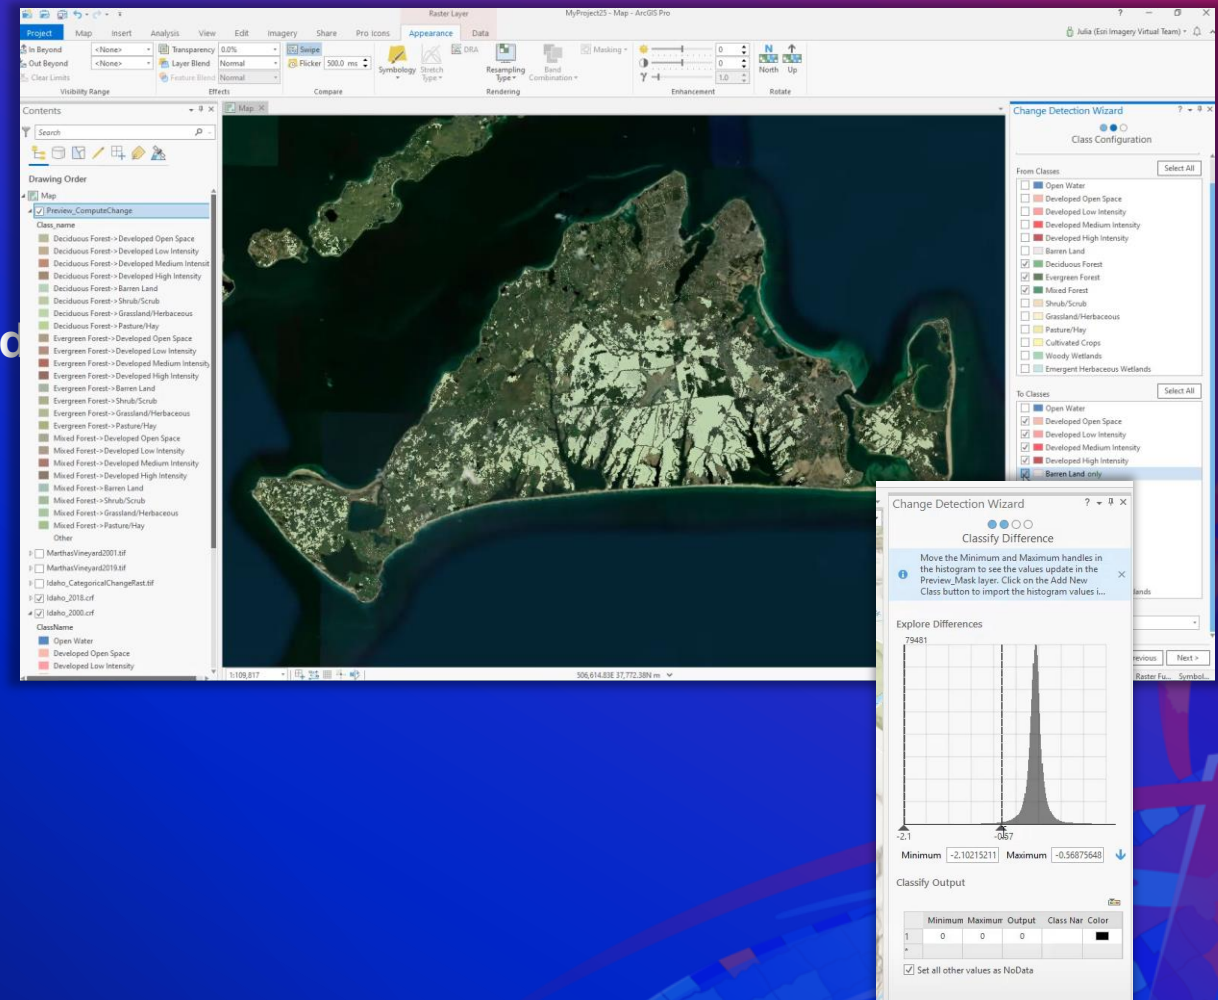 Raster Layer
MyProject25 - Map - ArcGIS Pro
Project Map Insert Analysis View Edit Imagery Share Pro Icons Appearance Data
Julia (Esri Imagery Virtual Team)
In Beyond <None> Transparency 0.0% Swipe DRA Masking 0
Out Beyond <None> Layer Blend Normal Flicker 500.0 ms Symbology Stretch Type Resampling Type Band Combination 0 North Up
Clear Limits Feature Blend Normal 1.0
Visibility Range Effects Compare Rendering Enhancement Rotate
Contents
Search
Drawing Order
Map
Preview_ComputeChange
Class_name
Deciduous Forest->Developed Open Space
Deciduous Forest->Developed Low Intensity
Deciduous Forest->Developed Medium Intensit
Deciduous Forest->Developed High Intensity
Deciduous Forest->Barren Land
Deciduous Forest->Shrub/Scrub
Deciduous Forest->Grassland/Herbaceous
Deciduous Forest->Pasture/Hay
Evergreen Forest->Developed Open Space
Evergreen Forest->Developed Low Intensity
Evergreen Forest->Developed Medium Intensity
Evergreen Forest->Developed High Intensity
Evergreen Forest->Barren Land
Evergreen Forest->Shrub/Scrub
Evergreen Forest->Grassland/Herbaceous
Evergreen Forest->Pasture/Hay
Mixed Forest->Developed Open Space
Mixed Forest->Developed Low Intensity
Mixed Forest->Developed Medium Intensity
Mixed Forest->Developed High Intensity
Mixed Forest->Barren Land
Mixed Forest->Shrub/Scrub
Mixed Forest->Grassland/Herbaceous
Mixed Forest->Pasture/Hay
Other
MarthasVineyard2001.tif
MarthasVineyard2019.tif
Idaho_CategoricalChangeRast.tif
Idaho_2018.crf
Idaho_2000.crf
ClassName
Open Water
Developed Open Space
Developed Low Intensity
Map
1:109,817
506,614.83E 37,772.38N m
Change Detection Wizard
Class Configuration
From Classes Select All
Open Water
Developed Open Space
Developed Low Intensity
Developed Medium Intensity
Developed High Intensity
Barren Land
Deciduous Forest
Evergreen Forest
Mixed Forest
Shrub/Scrub
Grassland/Herbaceous
Pasture/Hay
Cultivated Crops
Woody Wetlands
Emergent Herbaceous Wetlands
To Classes Select All
Open Water
Developed Open Space
Developed Low Intensity
Developed Medium Intensity
Developed High Intensity
Barren Land only
Next >
Raster Fu... Symbol...
Change Detection Wizard
Classify Difference
Move the Minimum and Maximum handles in
the histogram to see the values update in the
Preview_Mask layer. Click on the Add New
Class button to import the histogram values i...
Explore Differences
79481
-2.1 -0.57
Minimum -2.10215211 Maximum -0.56875648
Classify Output
Minimum Maximum Output Class Nar Color
1 0 0 0
Set all other values as NoData